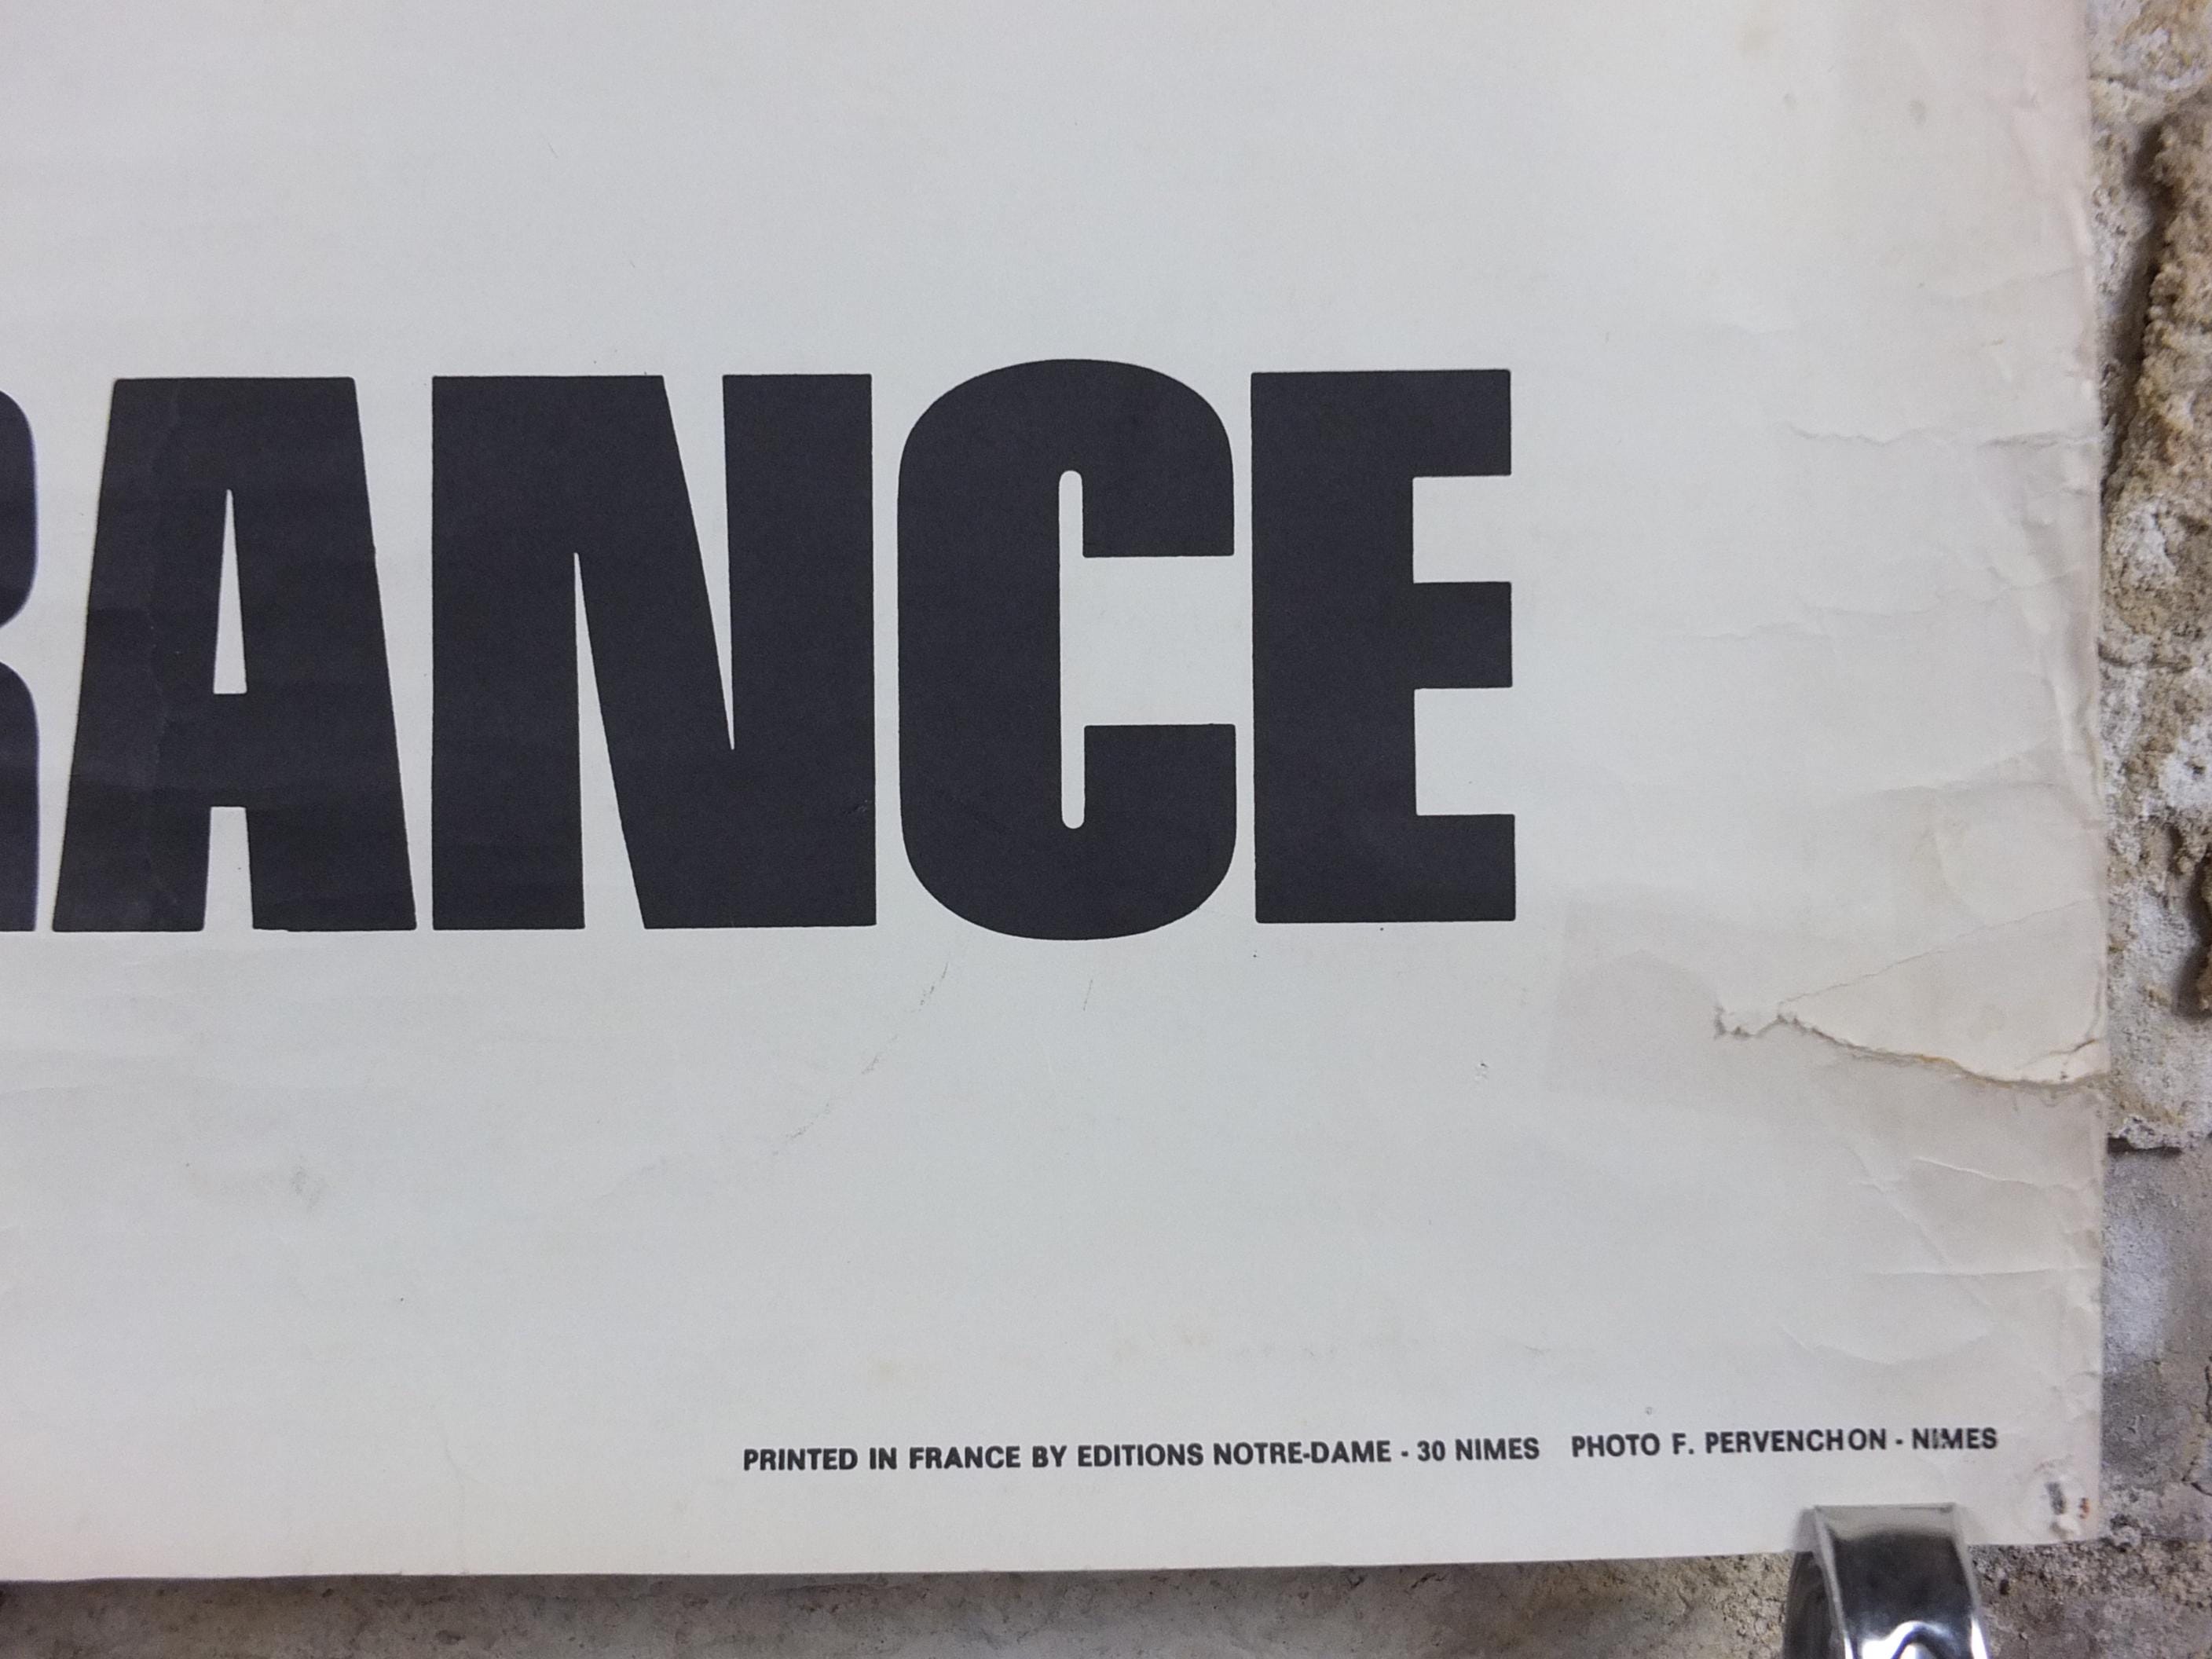 RANCE
PRINTED IN FRANCE BY EDITIONS NOTRE-DAME - 30 NIMES PHOTO F. PERVENCHON - NIMES